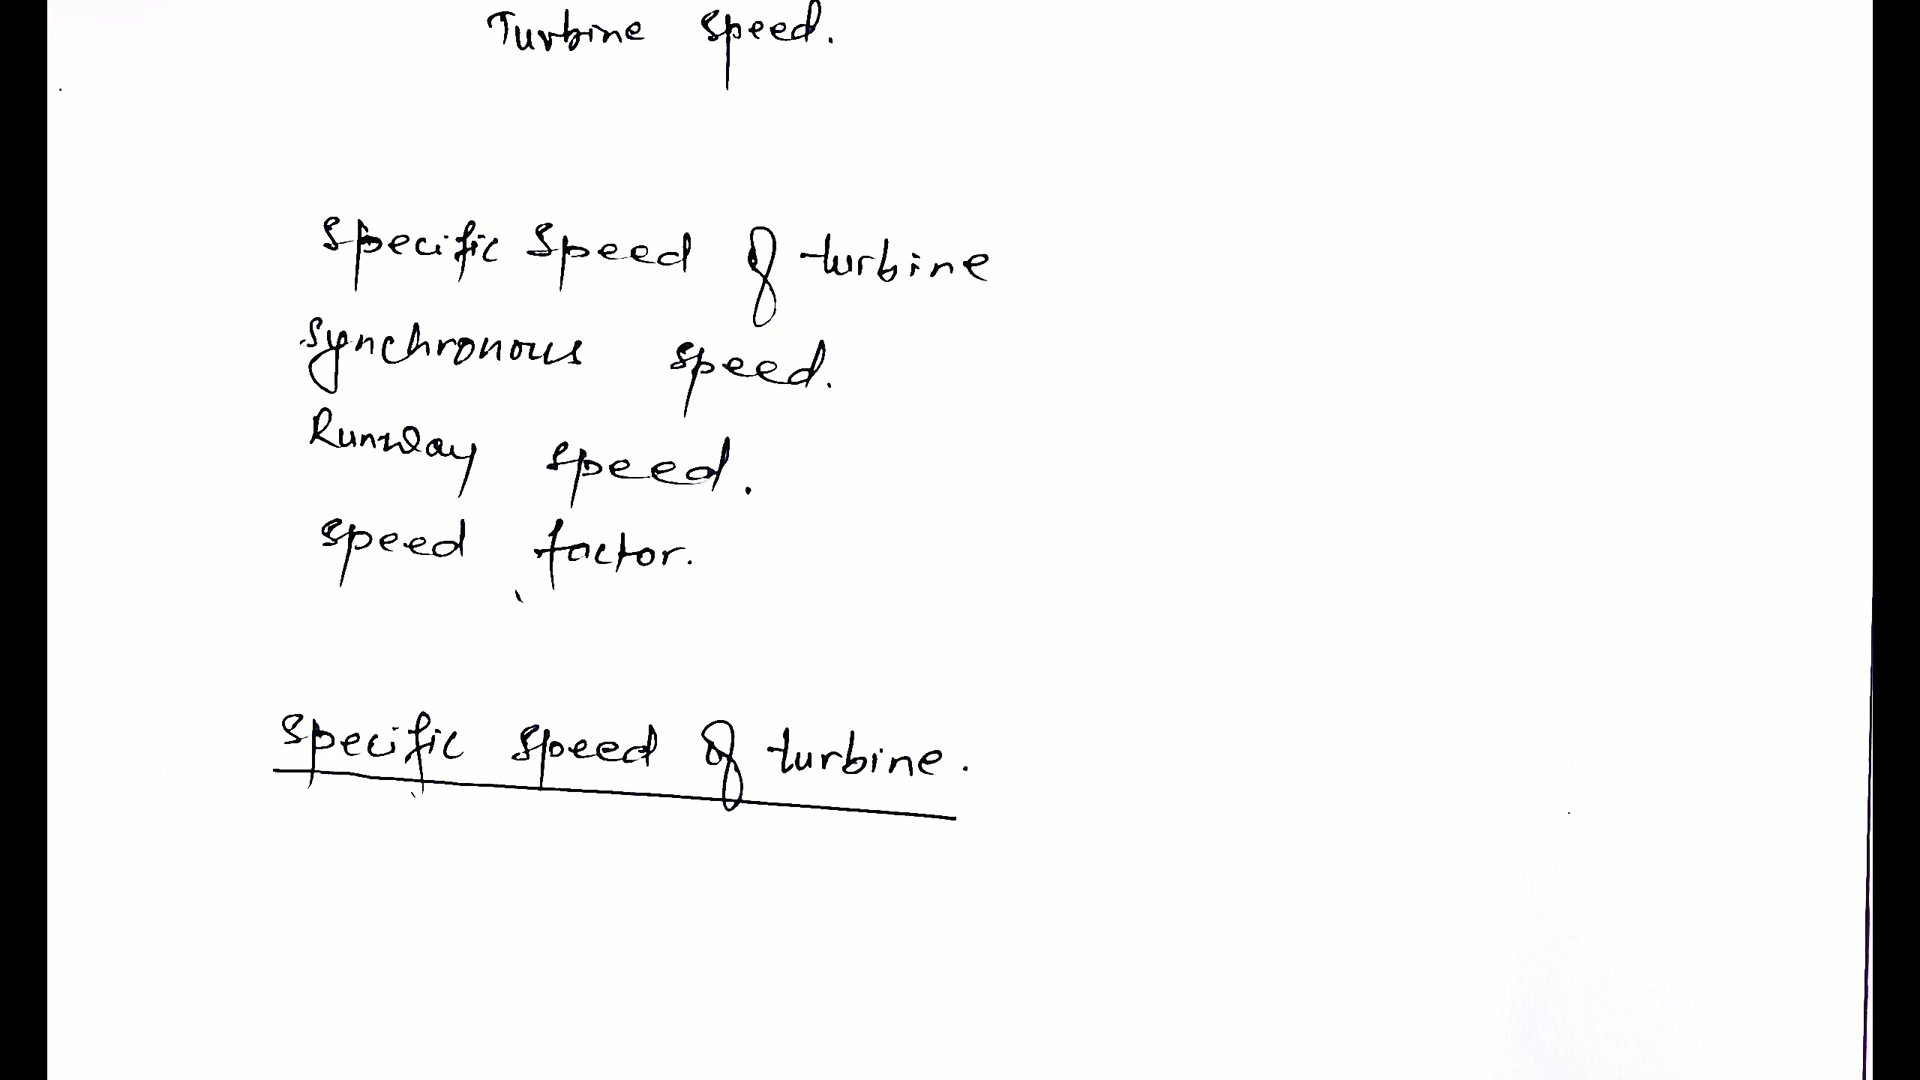 Turbine speed.
Specific speed of turbine
Synchronous speed.
Runway speed.
speed factor.
specific speed of turbine.